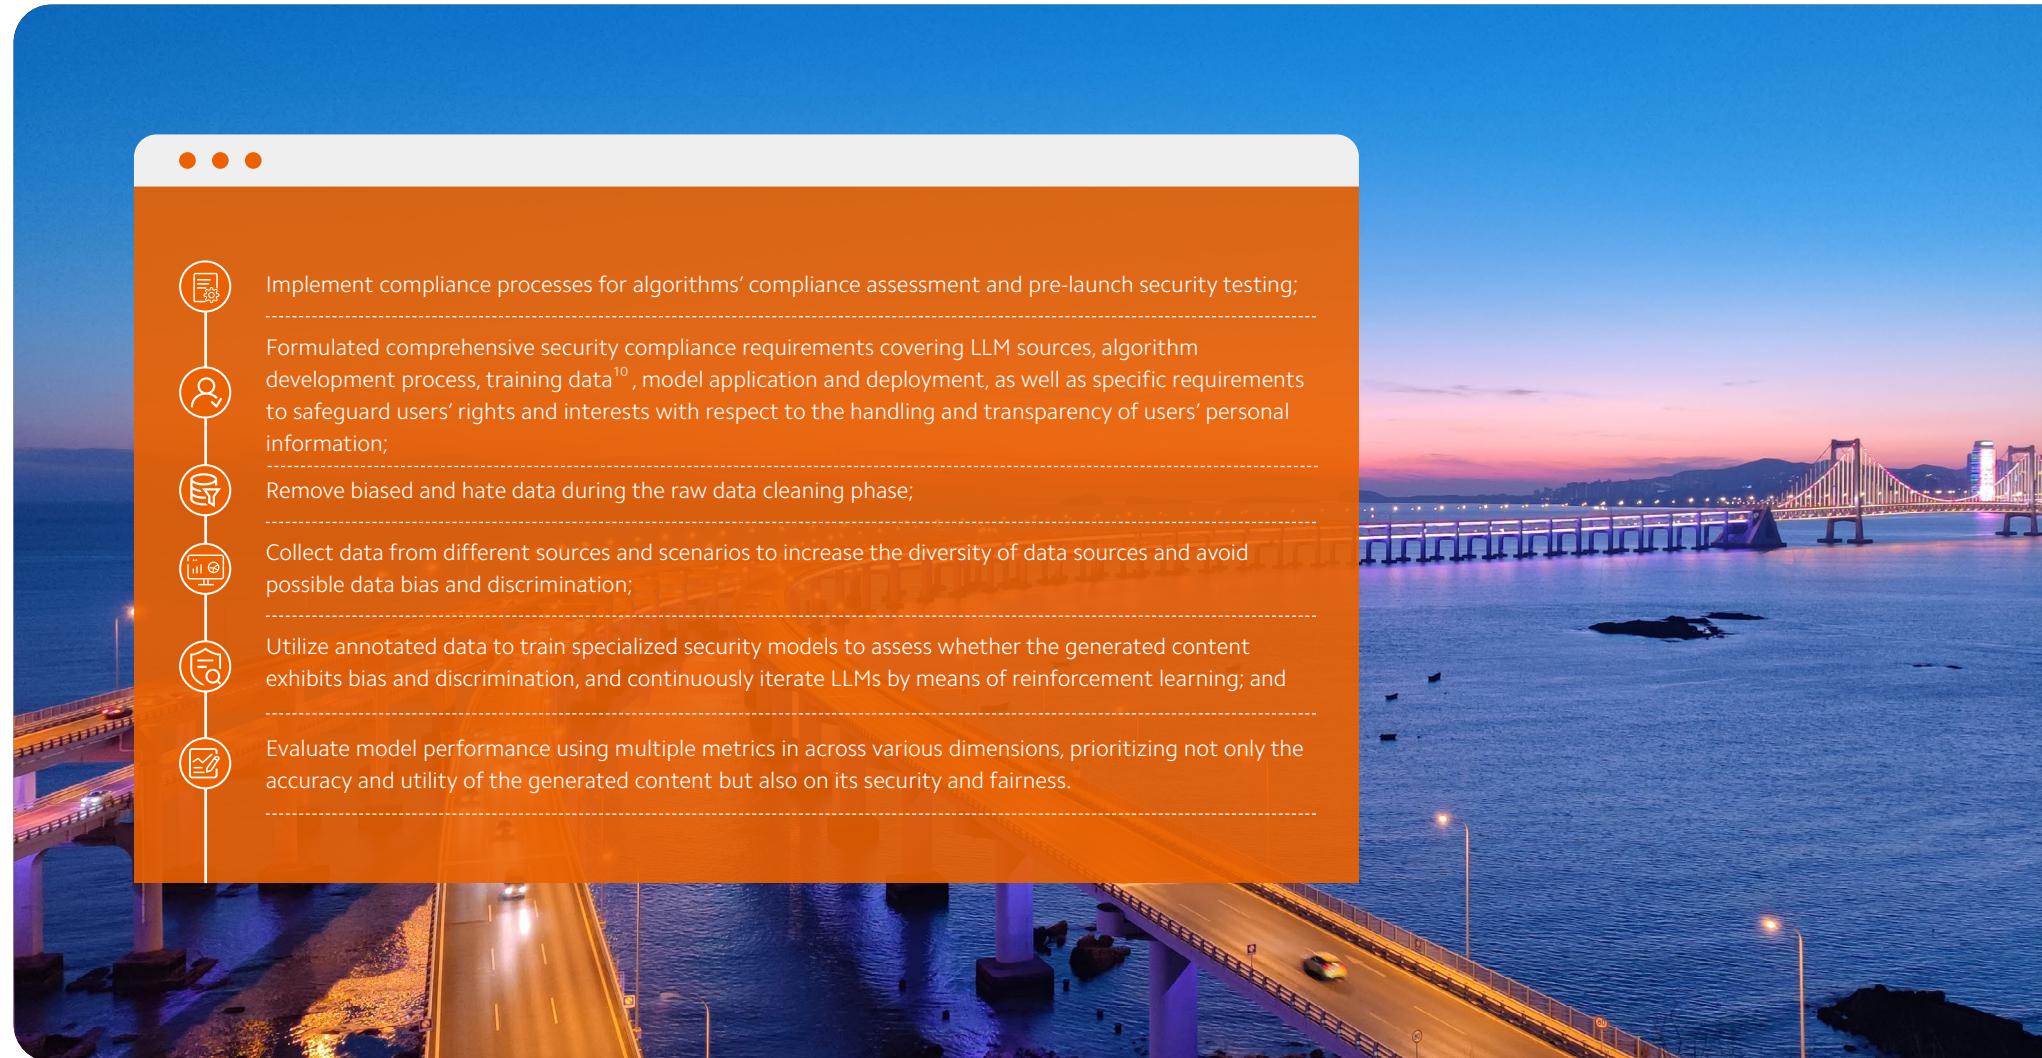 Implement compliance processes for algorithms’ compliance assessment and pre-launch security testing;
Formulated comprehensive security compliance requirements covering LLM sources, algorithm
development process, training data10 , model application and deployment, as well as specific requirements
to safeguard users’ rights and interests with respect to the handling and transparency of users’ personal
information;
Remove biased and hate data during the raw data cleaning phase;
Collect data from different sources and scenarios to increase the diversity of data sources and avoid
possible data bias and discrimination;
Utilize annotated data to train specialized security models to assess whether the generated content
exhibits bias and discrimination, and continuously iterate LLMs by means of reinforcement learning; and
Evaluate model performance using multiple metrics in across various dimensions, prioritizing not only the
accuracy and utility of the generated content but also on its security and fairness.